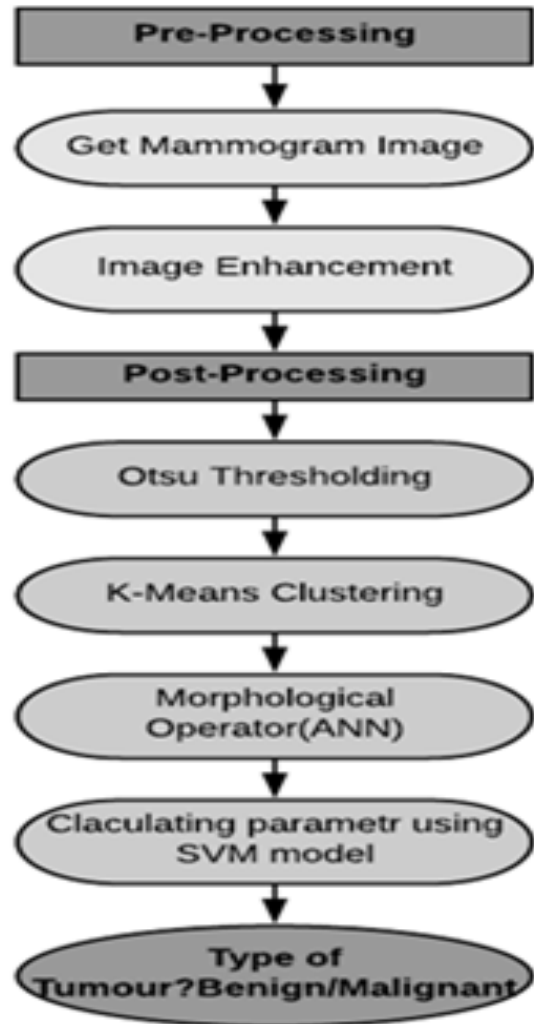 Pre-Processing
Get Mammogram Image
Image Enhancement
Post-Processing
Otsu Thresholding
K-Means Clustering
Morphological
Operator(ANN)
Claculating parametr using
SVM model
Type of
Tumour?Benign/Malignant